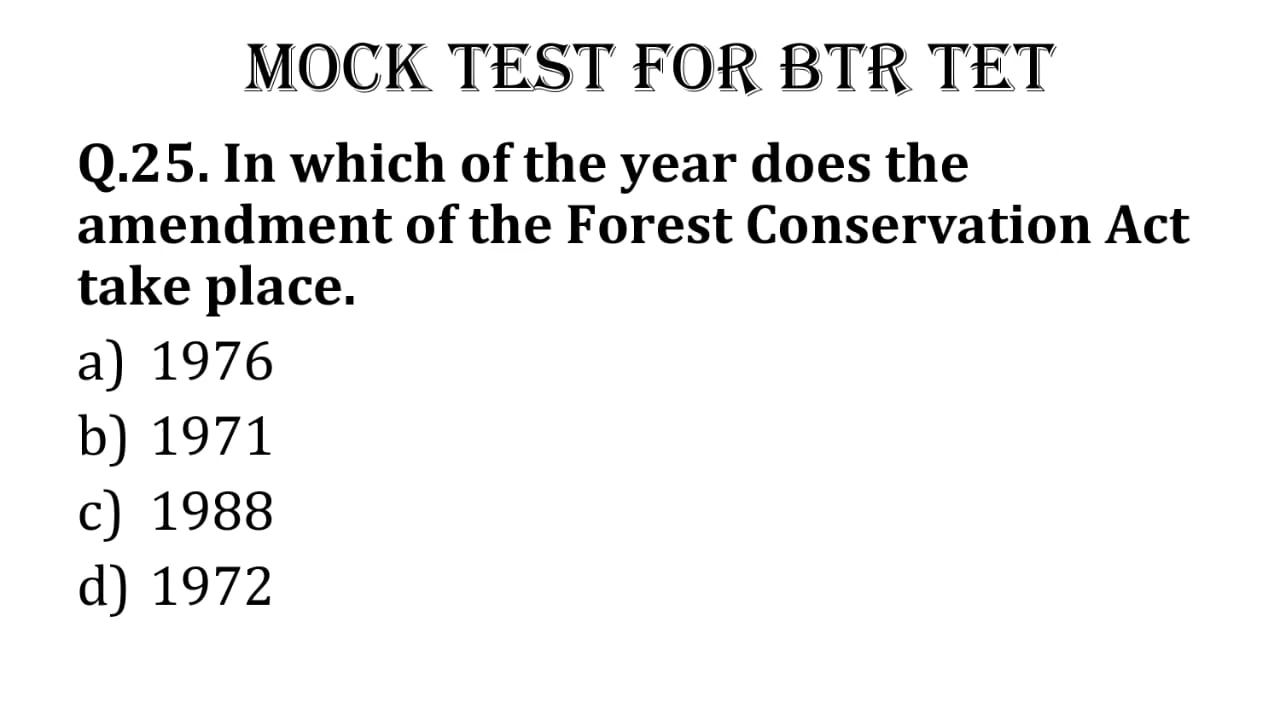 MOCK TEST FOR BTR TET
Q.25. In which of the year does the
amendment of the Forest Conservation Act
take place.
a) 1976
b) 1971
c) 1988
d) 1972